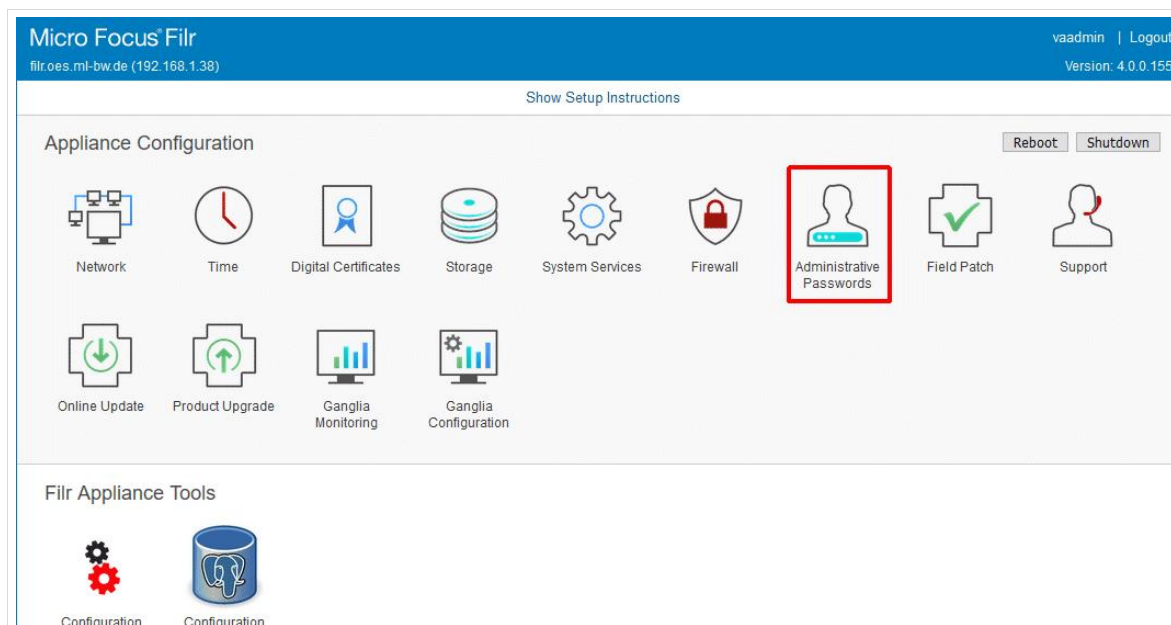 Micro Focus® Filr
vaadmin | Logout
filr.oes.ml-bw.de (192.168.1.38)
Version: 4.0.0.155
Show Setup Instructions
Appliance Configuration
Reboot Shutdown
Network Time Digital Certificates Storage System Services Firewall Administrative Field Patch Support
Passwords
Online Update Product Upgrade Ganglia Ganglia
Monitoring Configuration
Filr Appliance Tools
Configuration Configuration